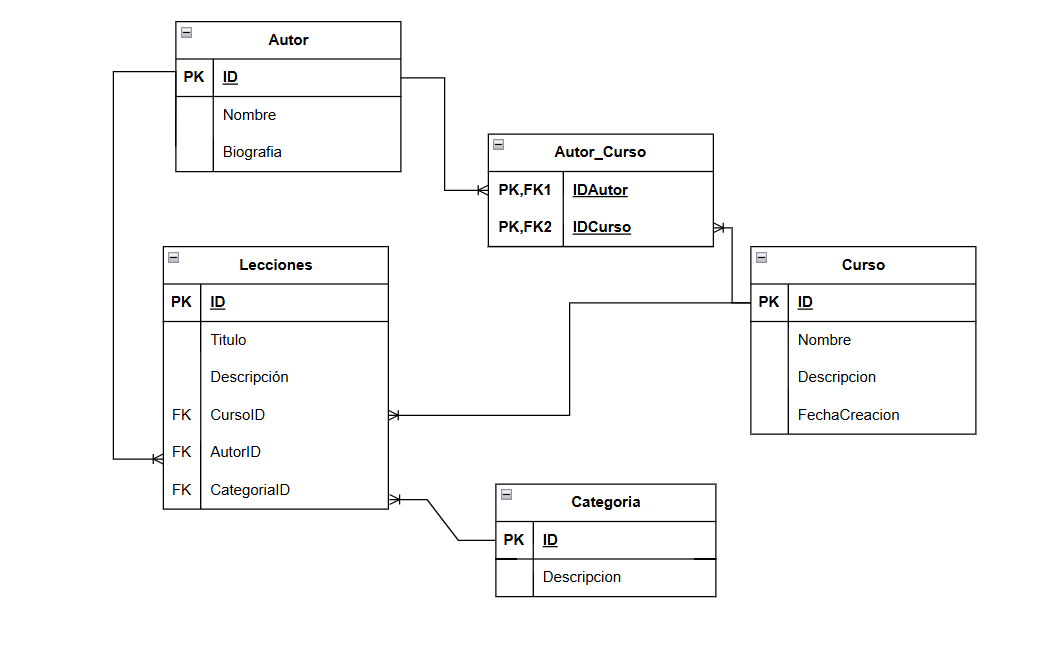 Autor
PK ID
Nombre
Biografia
Autor_Curso
PK,FK1 IDAutor
PK,FK2 IDCurso
Lecciones
PK ID
Titulo
Descripción
FK CursoID
FK AutorID
FK CategoriaID
Curso
PK ID
Nombre
Descripcion
FechaCreacion
Categoria
PK ID
Descripcion